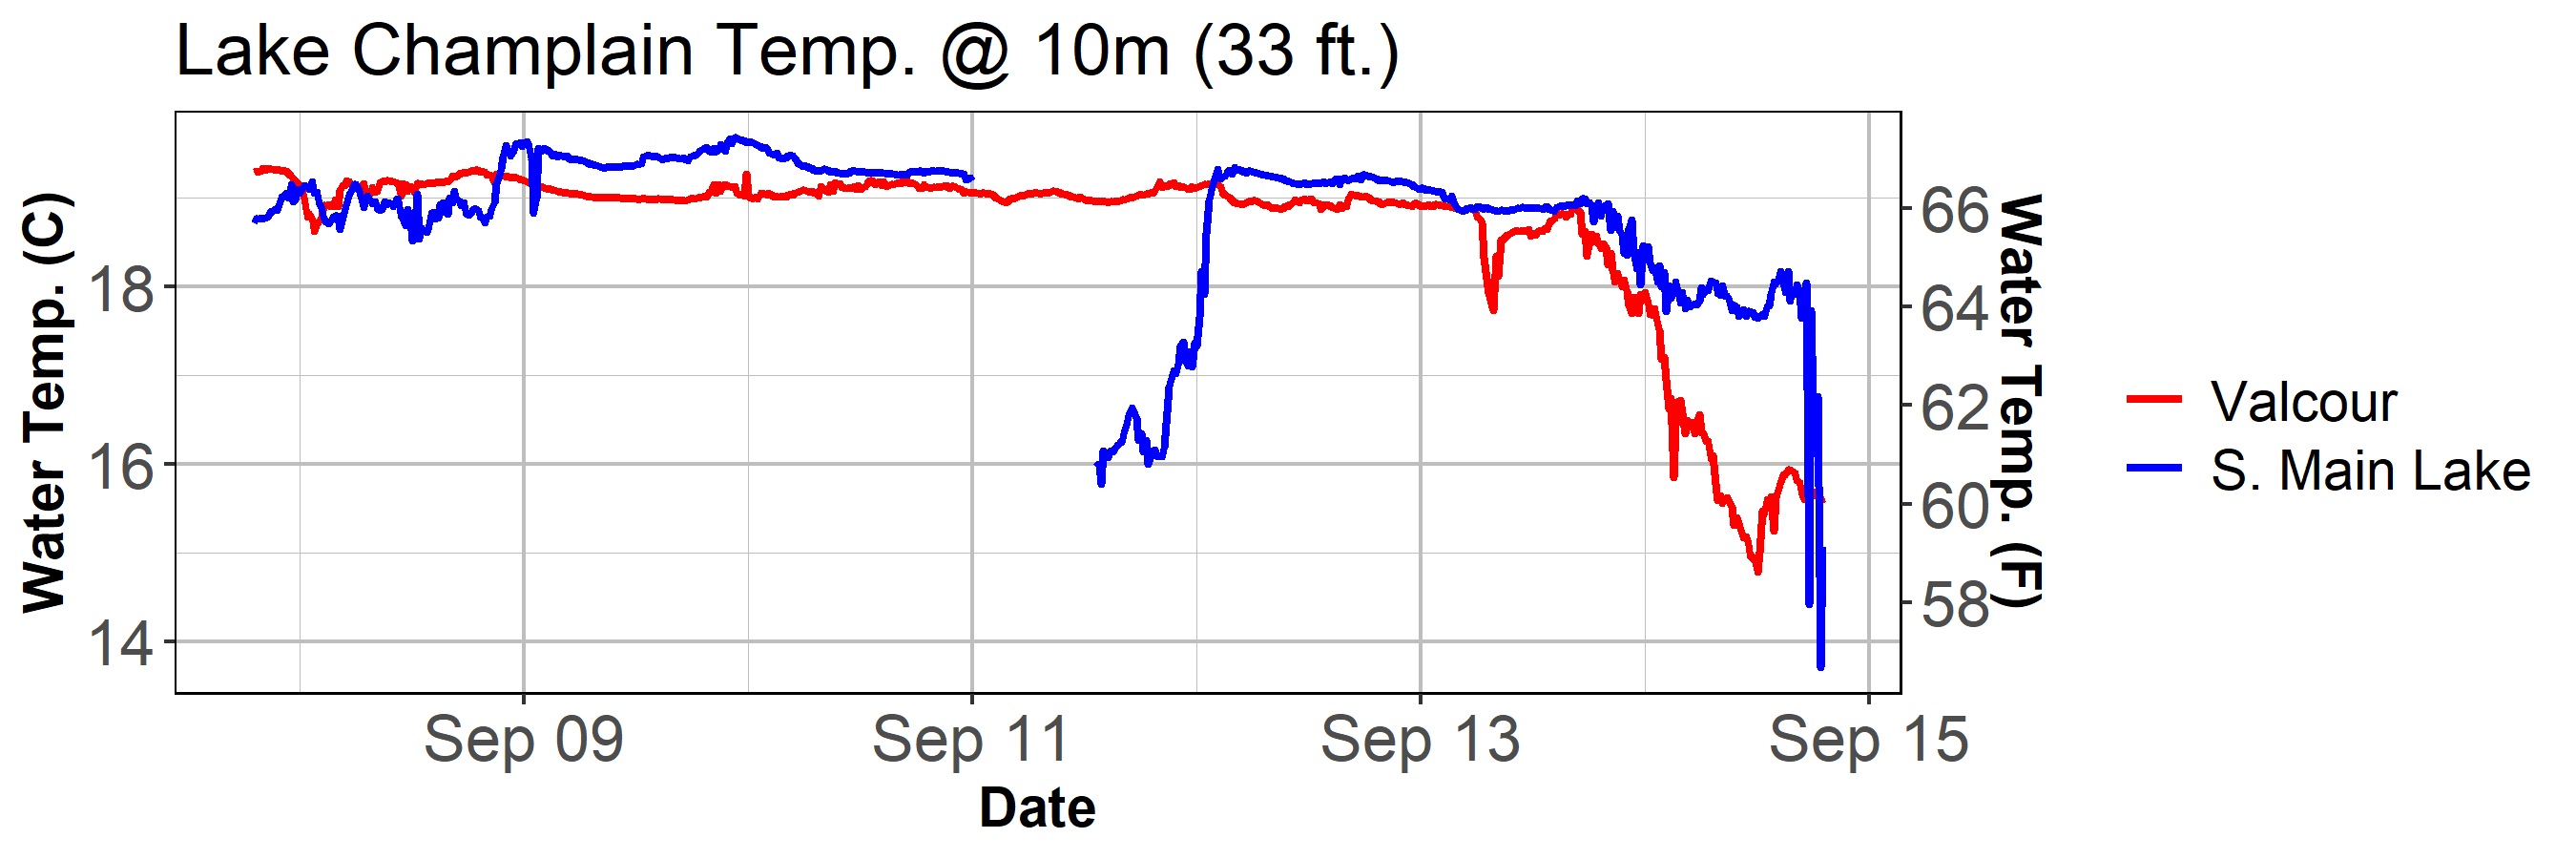 Lake Champlain Temp. @ 10m (33 ft.)
Water Temp. (C)
18
16
14
66
64
62
60
58
Water Temp. (F)
Sep 09
Sep 11
Sep 13
Sep 15
Date
Valcour
S. Main Lake